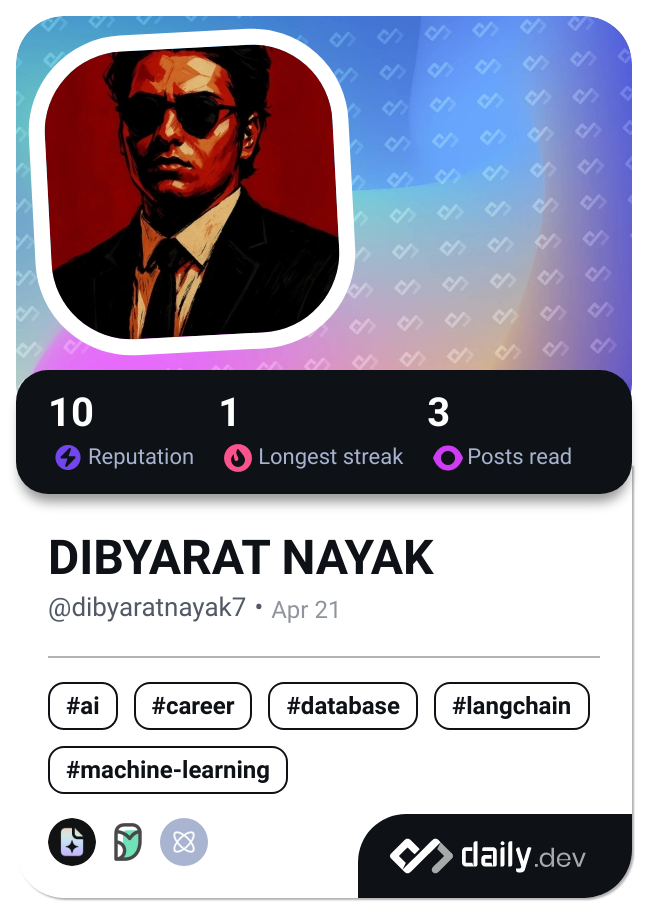 10 1 3
Reputation Longest streak Posts read
DIBYARAT NAYAK
@dibyaratnayak7 • Apr 21
#ai #career #database #langchain
#machine-learning
daily.dev